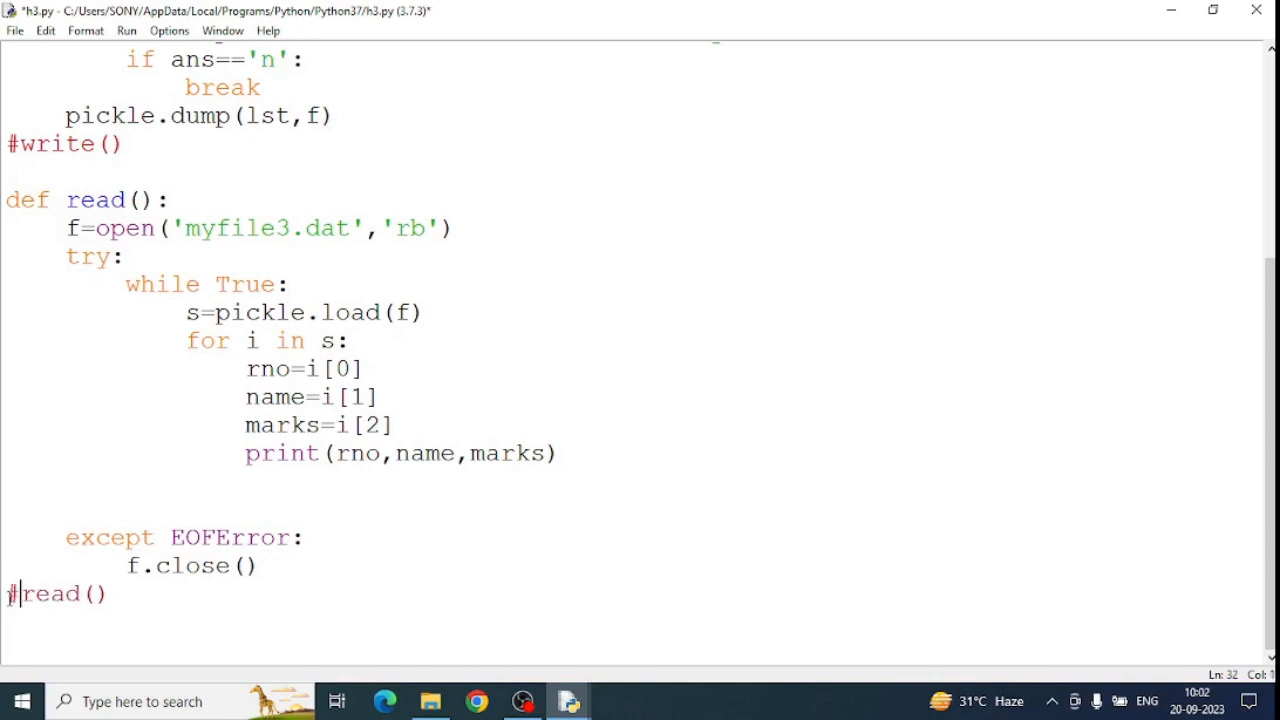 *h3.py - C:/Users/SONY/AppData/Local/Programs/Python/Python37/h3.py (3.7.3)*
File Edit Format Run Options Window Help
if ans=='n':
break
pickle.dump(lst,f)
#write()
def read():
f=open('myfile3.dat','rb')
try:
while True:
s=pickle.load(f)
for i in s:
rno=i[0]
name=i[1]
marks=i[2]
print(rno,name,marks)
except EOFError:
f.close()
#read()
Ln: 32 Col: 1
Type here to search
31°C Haze
ENG
10:02
20-09-2023